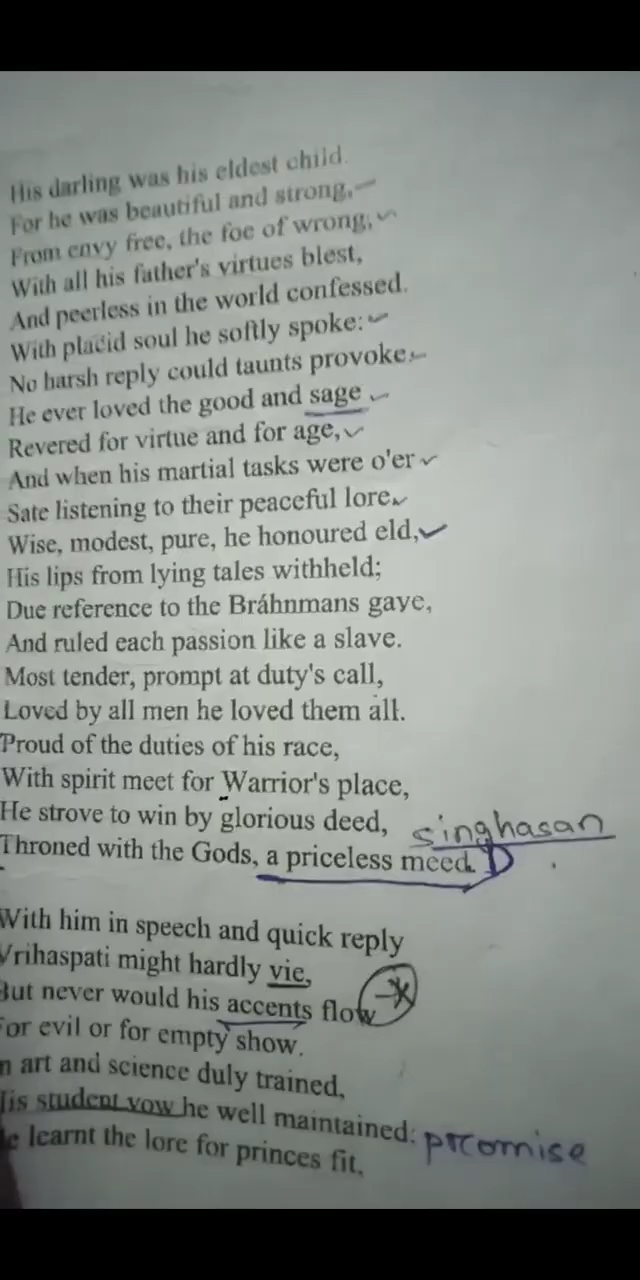 His darling was his eldest child.
For he was beautiful and strong,
From envy free, the foe of wrong,
With all his father's virtues blest,
And peerless in the world confessed.
With placid soul he softly spoke:
No harsh reply could taunts provoke.
He ever loved the good and sage
Revered for virtue and for age,
And when his martial tasks were o'er
Sate listening to their peaceful lore.
Wise, modest, pure, he honoured eld,
His lips from lying tales withheld;
Due reference to the Bráhnmans gave,
And ruled each passion like a slave.
Most tender, prompt at duty's call,
Loved by all men he loved them all.
Proud of the duties of his race,
With spirit meet for Warrior's place,
He strove to win by glorious deed, singhasan
Throned with the Gods, a priceless meed.
With him in speech and quick reply
Vrihaspati might hardly vie,
But never would his accents flow
For evil or for empty show.
n art and science duly trained,
His student vow he well maintained: promise
He learnt the lore for princes fit,